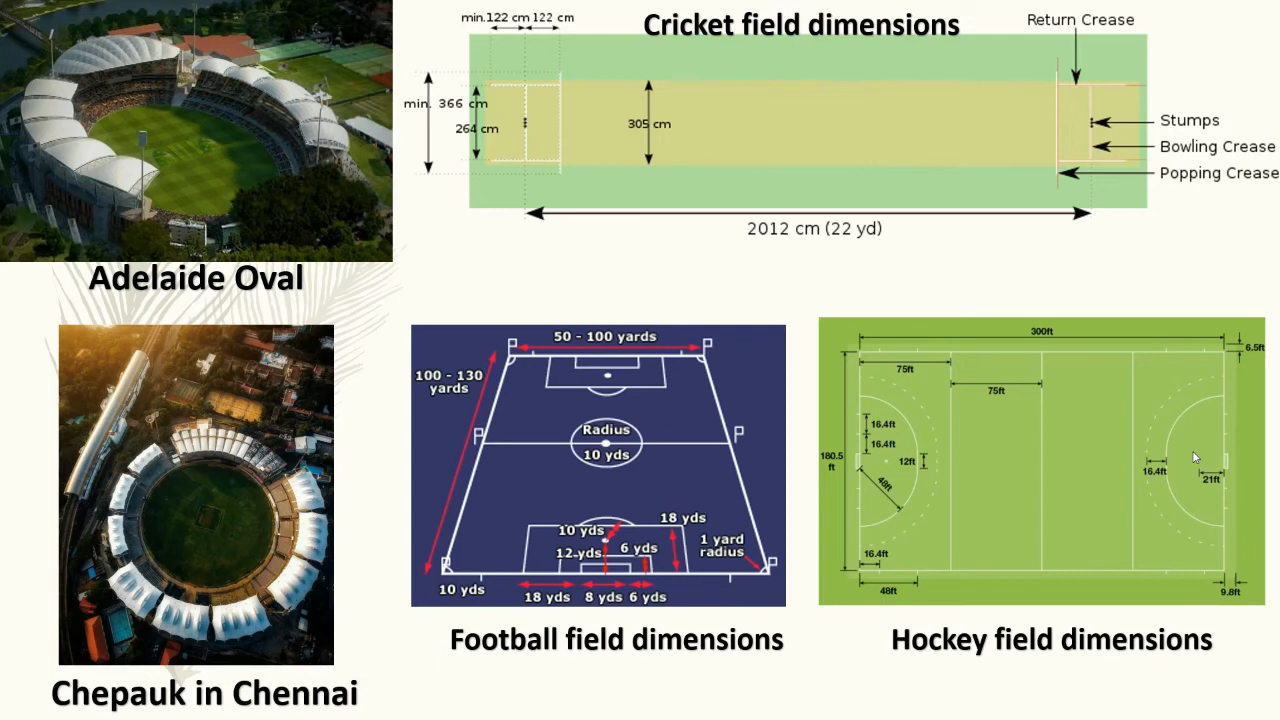 Cricket field dimensions
min.122 cm 122 cm
Return Crease
min. 366 cm
264 cm
305 cm
Stumps
Bowling Crease
Popping Crease
2012 cm (22 yd)
Adelaide Oval
50 - 100 yards
100 - 130
yards
Radius
10 yds
10 yds
18 yds
12 yds
6 yds
1 yard
radius
10 yds
18 yds
8 yds
6 yds
Football field dimensions
300ft
6.5ft
75ft
75ft
16.4ft
16.4ft
180.5
ft
12ft
48ft
16.4ft
21ft
16.4ft
48ft
9.8ft
Hockey field dimensions
Chepauk in Chennai